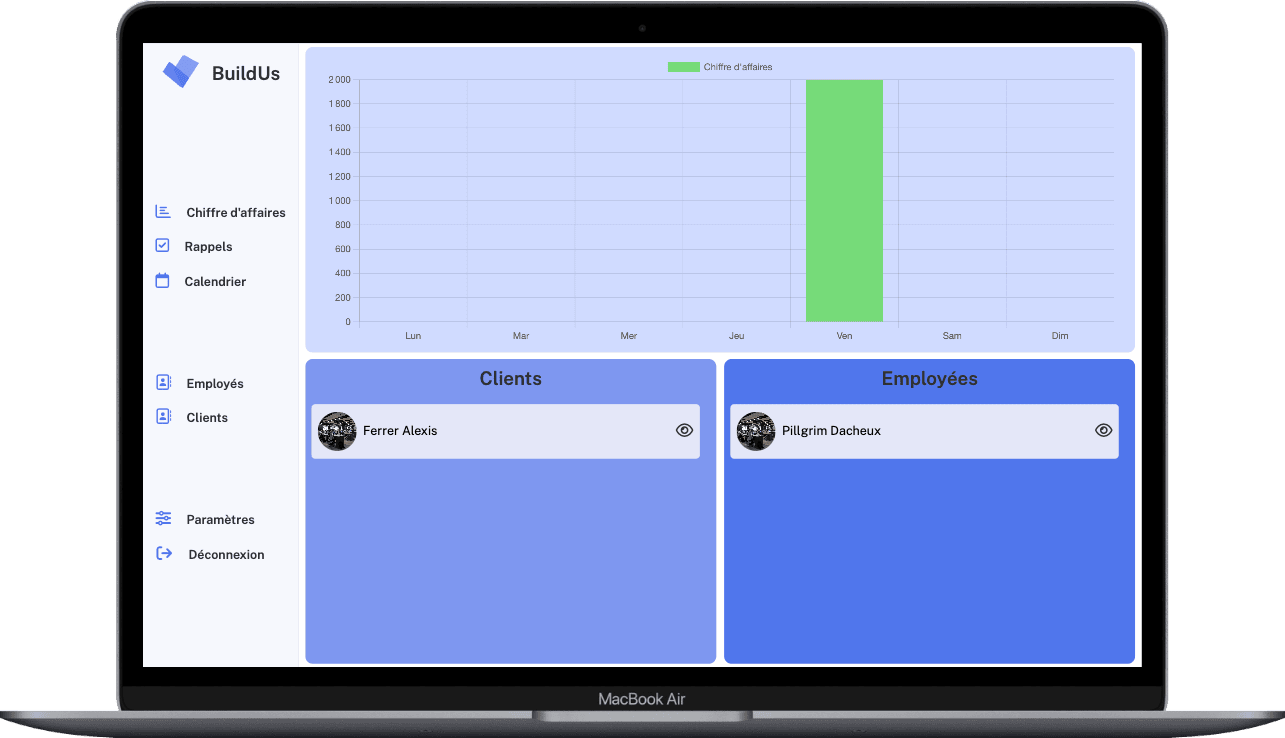 BuildUs
Chiffre d'affaires
Rappels
Calendrier
Employés
Clients
Paramètres
Déconnexion
Chiffre d'affaires
2 000
1 800
1 600
1 400
1 200
1 000
800
600
400
200
0
Lun Mar Mer Jeu Ven Sam Dim
Clients
Ferrer Alexis
Employées
Pillgrim Dacheux
MacBook Air